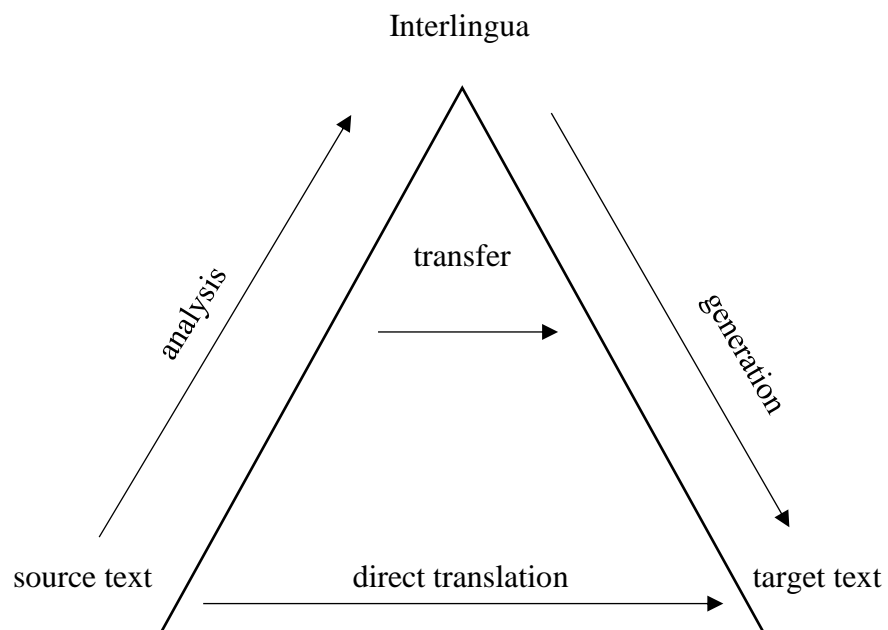 Interlingua
transfer
analysis
generation
source text
direct translation
target text